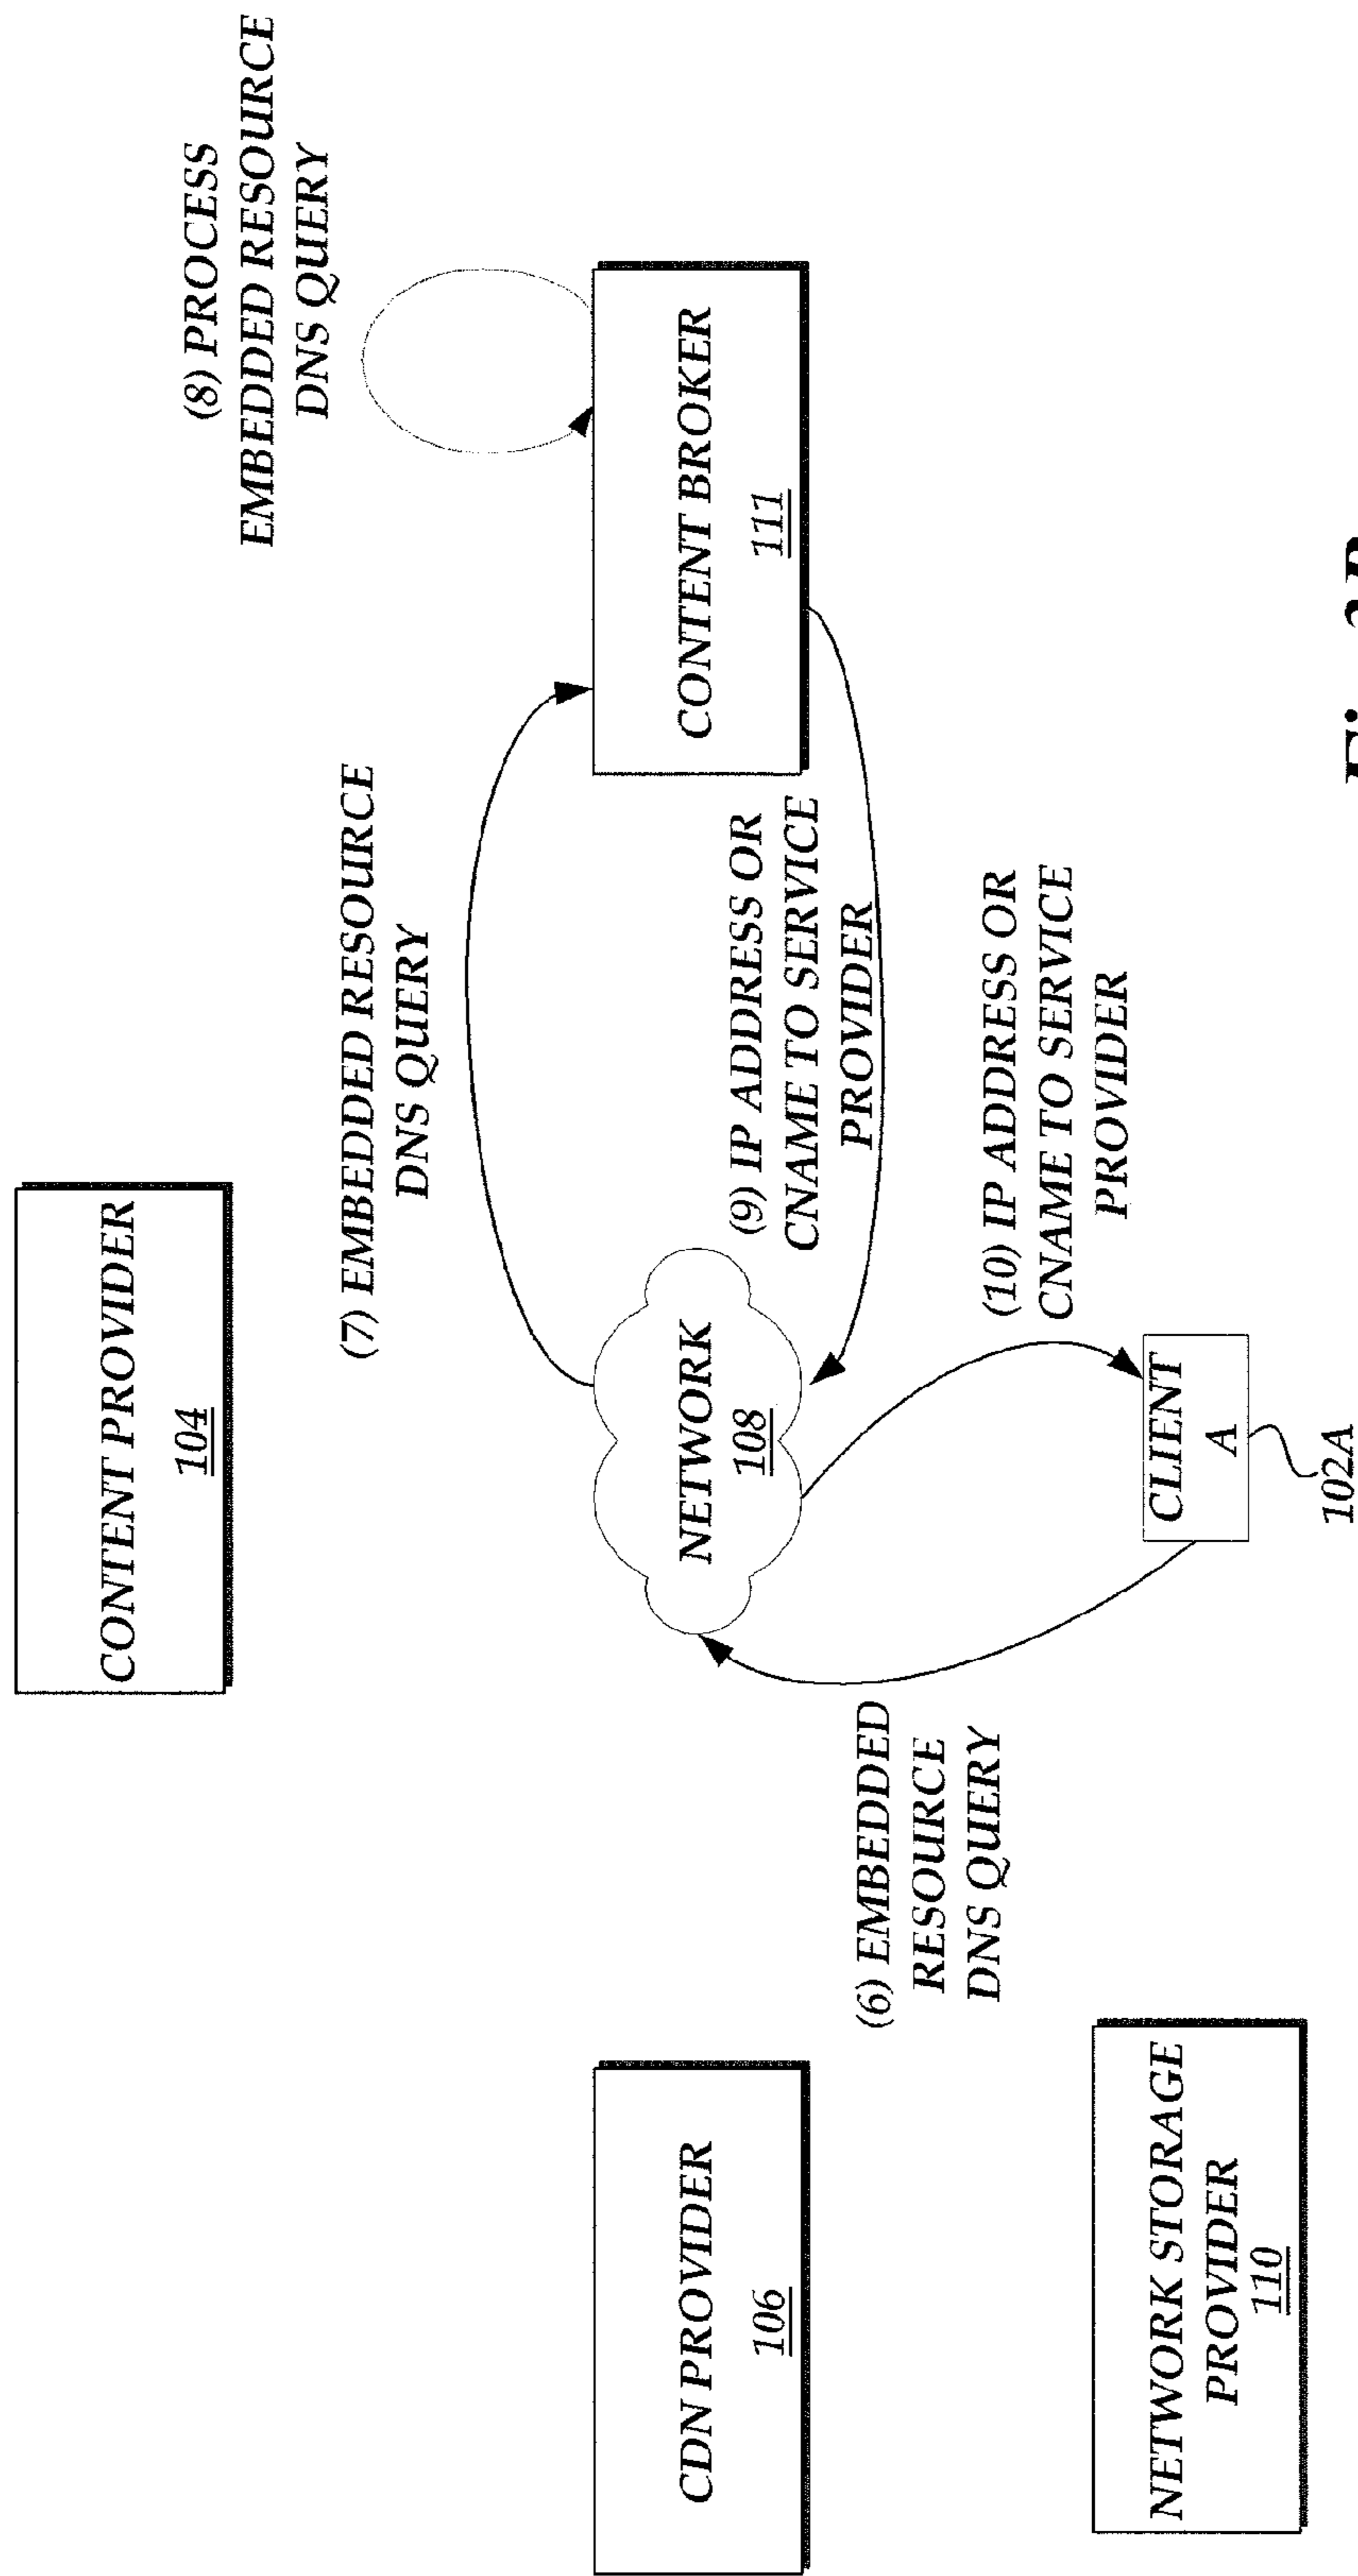 CONTENT PROVIDER
104
(8) PROCESS
EMBEDDED RESOURCE
DNS QUERY
(7) EMBEDDED RESOURCE
DNS QUERY
CDN PROVIDER
106
NETWORK
108
CONTENT BROKER
111
(9) IP ADDRESS OR
CNAME TO SERVICE
PROVIDER
(6) EMBEDDED
RESOURCE
DNS QUERY
(10) IP ADDRESS OR
CNAME TO SERVICE
PROVIDER
NETWORK STORAGE
PROVIDER
110
CLIENT
A
102A